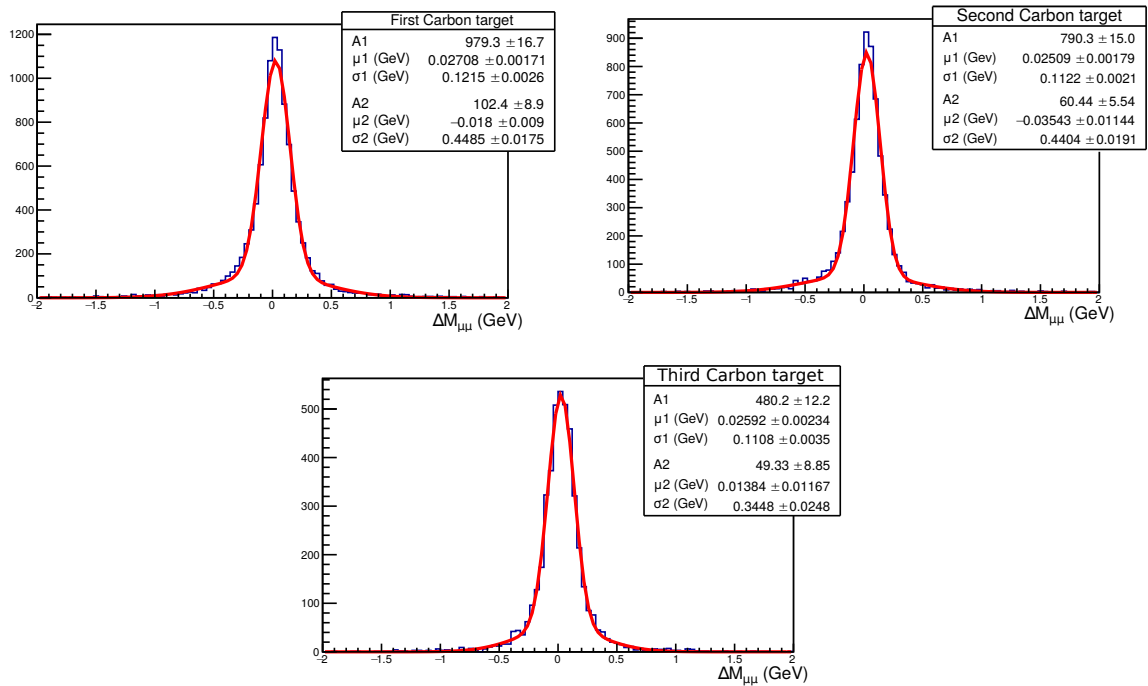 First Carbon target
A1 979.3 ±16.7
μ1 (GeV) 0.02708 ±0.00171
σ1 (GeV) 0.1215 ±0.0026
A2 102.4 ±8.9
μ2 (GeV) −0.018 ±0.009
σ2 (GeV) 0.4485 ±0.0175
1200
1000
800
600
400
200
0
−2 −1.5 −1 −0.5 0 0.5 1 1.5 2
ΔMμμ (GeV)
Second Carbon target
A1 790.3 ±15.0
μ1 (Gev) 0.02509 ±0.00179
σ1 (GeV) 0.1122 ±0.0021
A2 60.44 ±5.54
μ2 (GeV) −0.03543 ±0.01144
σ2 (GeV) 0.4404 ±0.0191
900
800
700
600
500
400
300
200
100
0
−2 −1.5 −1 −0.5 0 0.5 1 1.5 2
ΔMμμ (GeV)
Third Carbon target
A1 480.2 ±12.2
μ1 (GeV) 0.02592 ±0.00234
σ1 (GeV) 0.1108 ±0.0035
A2 49.33 ±8.85
μ2 (GeV) 0.01384 ±0.01167
σ2 (GeV) 0.3448 ±0.0248
500
400
300
200
100
0
−2 −1.5 −1 −0.5 0 0.5 1 1.5 2
ΔMμμ (GeV)